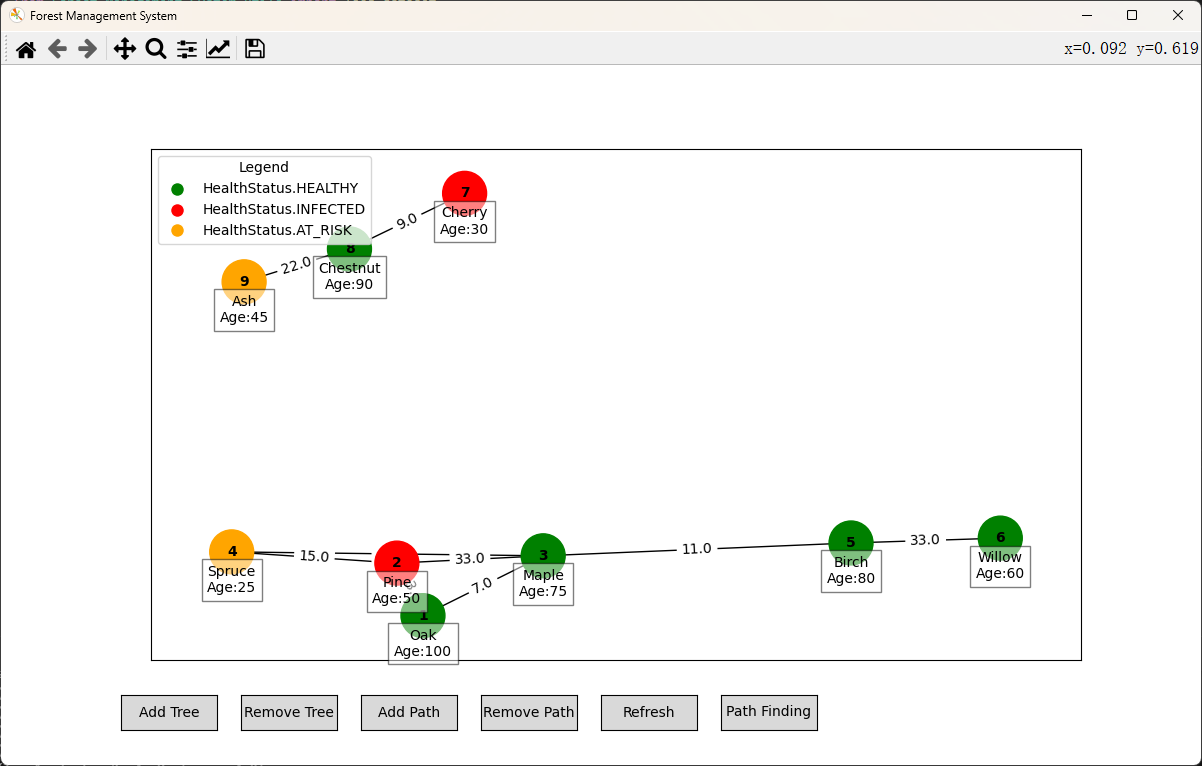 Forest Management System
x=0.092 y=0.619
Legend
HealthStatus.HEALTHY
HealthStatus.INFECTED
HealthStatus.AT_RISK
7
Cherry
Age:30
9.0
8
Chestnut
Age:90
22.0
9
Ash
Age:45
4
Spruce
Age:25
15.0
2
Pine
Age:50
33.0
3
Maple
Age:75
7.0
1
Oak
Age:100
11.0
5
Birch
Age:80
33.0
6
Willow
Age:60
Add Tree
Remove Tree
Add Path
Remove Path
Refresh
Path Finding